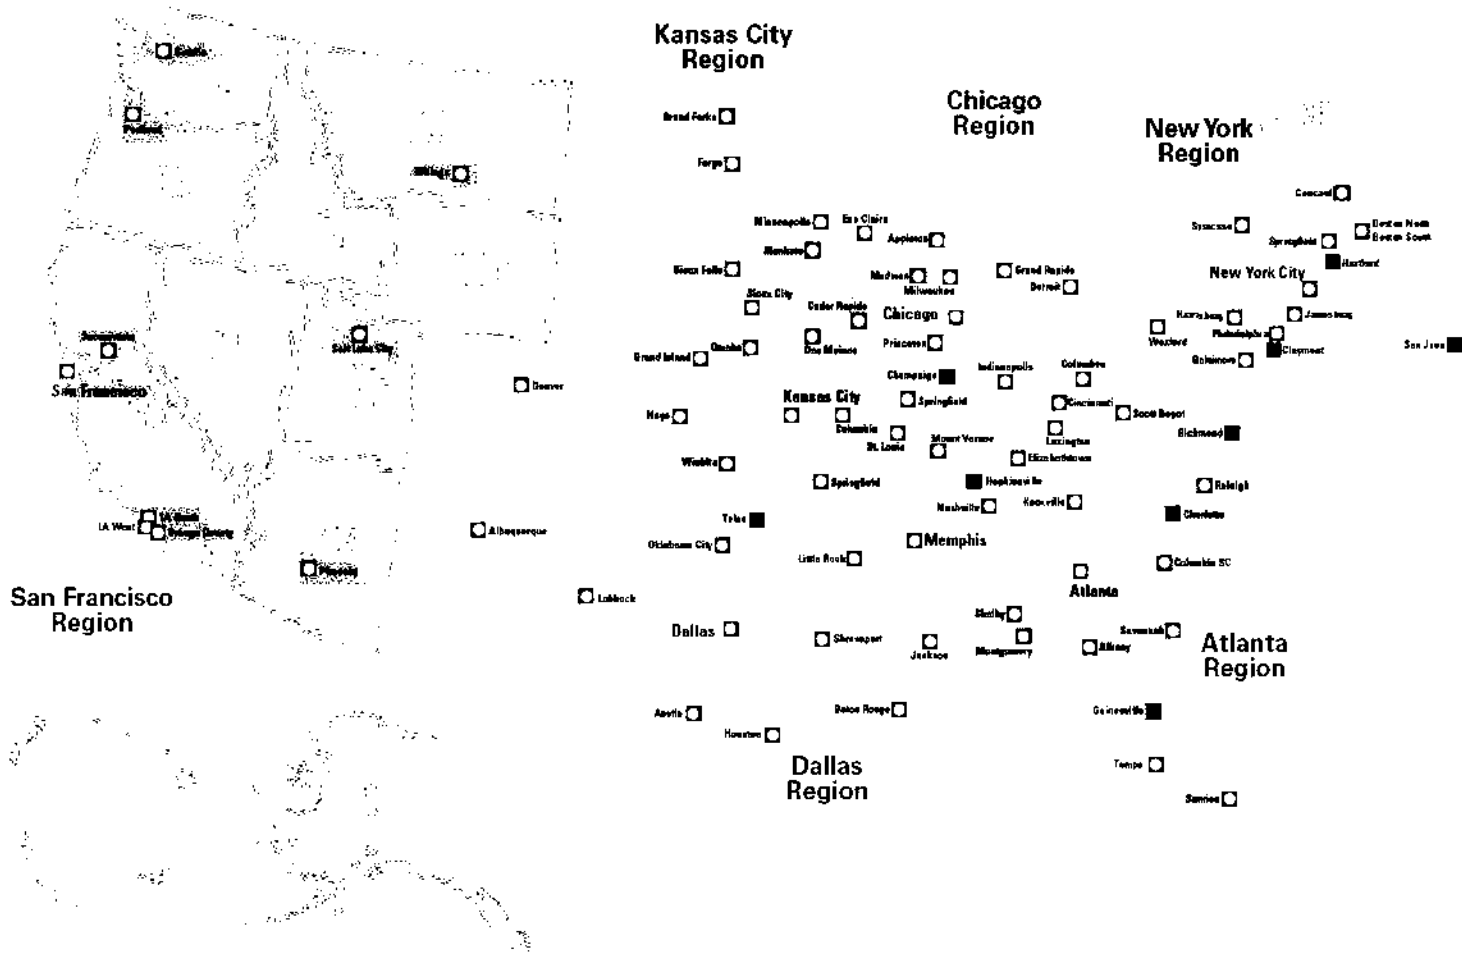 Kansas City
Region
Chicago
Region
New York
Region
Seattle
Portland
Billings
Grand Forks
Fargo
Concord
Minneapolis
Eau Claire
Appleton
Syracuse
Springfield
Boston North
Boston South
Mankato
Hartford
Sioux Falls
Madison
Milwaukee
Grand Rapids
Detroit
New York City
Sioux City
Cedar Rapids
Chicago
Harrisburg
Jamesburg
Philadelphia
Wexford
Sacramento
Salt Lake City
Omaha
Des Moines
Princeton
Claymont
San Juan
Grand Island
Baltimore
San Francisco
Denver
Champaign
Indianapolis
Columbus
Kansas City
Springfield
Cincinnati
Scott Depot
Hays
Columbia
St. Louis
Mount Vernon
Lexington
Richmond
Wichita
Elizabethtown
Springfield
Hopkinsville
Raleigh
Nashville
Knoxville
LA West
Orange County
Albuquerque
Tulsa
Charlotte
Oklahoma City
Memphis
Little Rock
Columbia SC
Phoenix
Atlanta
San Francisco
Region
Lubbock
Shelby
Dallas
Shreveport
Jackson
Montgomery
Albany
Savannah
Atlanta
Region
Austin
Baton Rouge
Gainesville
Houston
Dallas
Region
Tampa
Sunrise